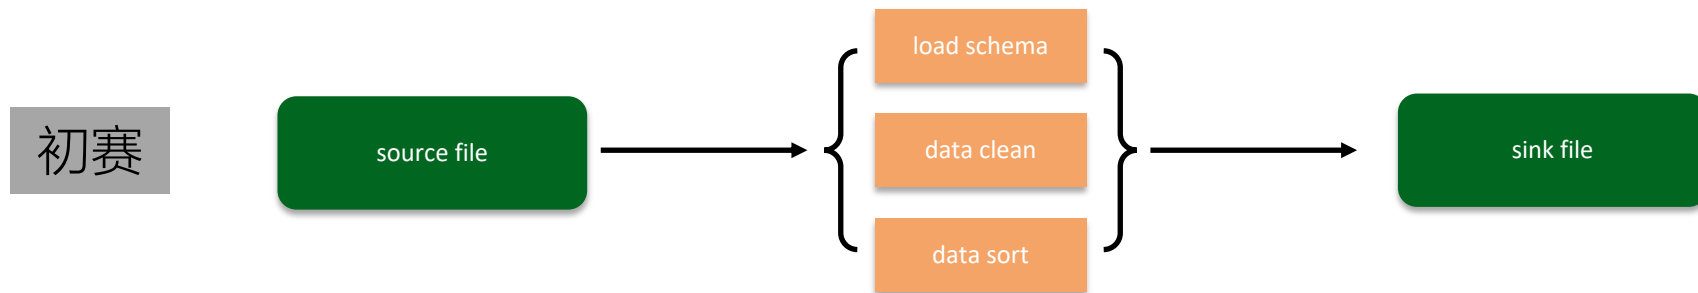 初赛
source file
load schema
data clean
data sort
sink file